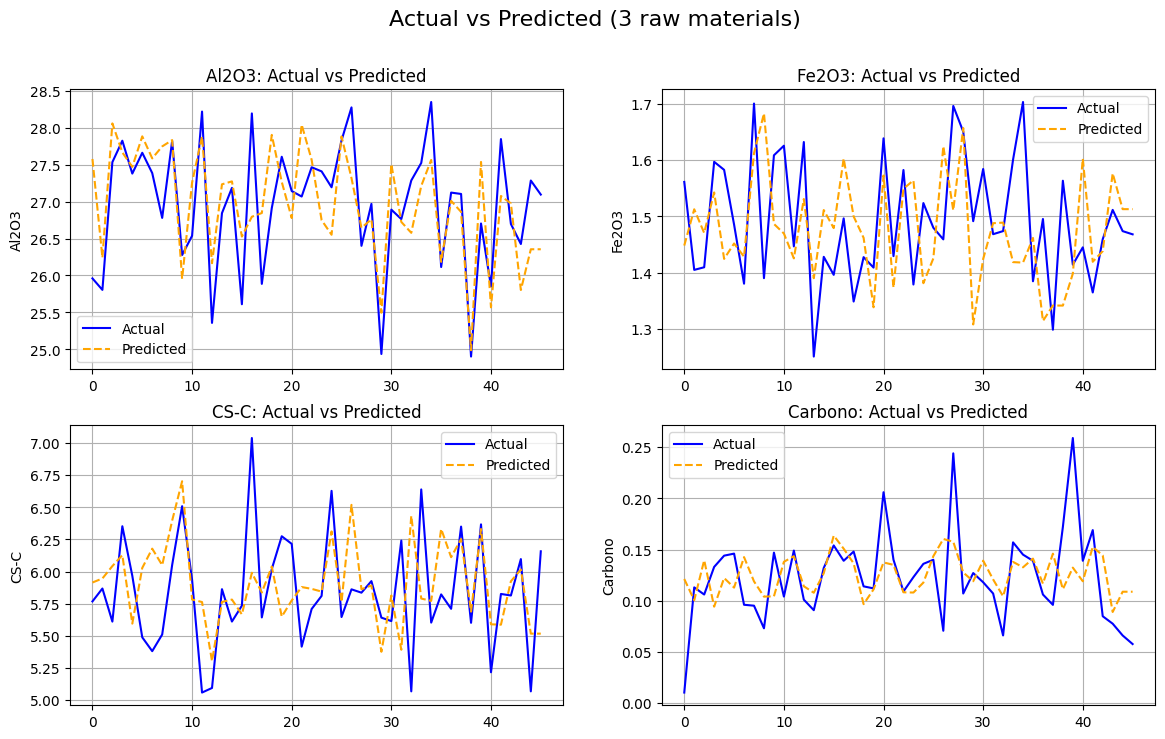 Actual vs Predicted (3 raw materials)
Al2O3: Actual vs Predicted
Al2O3
28.5
28.0
27.5
27.0
26.5
26.0
25.5
25.0
Actual
Predicted
0 10 20 30 40
Fe2O3: Actual vs Predicted
Fe2O3
1.7
1.6
1.5
1.4
1.3
Actual
Predicted
0 10 20 30 40
CS-C: Actual vs Predicted
CS-C
7.00
6.75
6.50
6.25
6.00
5.75
5.50
5.25
5.00
Actual
Predicted
0 10 20 30 40
Carbono: Actual vs Predicted
Carbono
0.25
0.20
0.15
0.10
0.05
0.00
Actual
Predicted
0 10 20 30 40